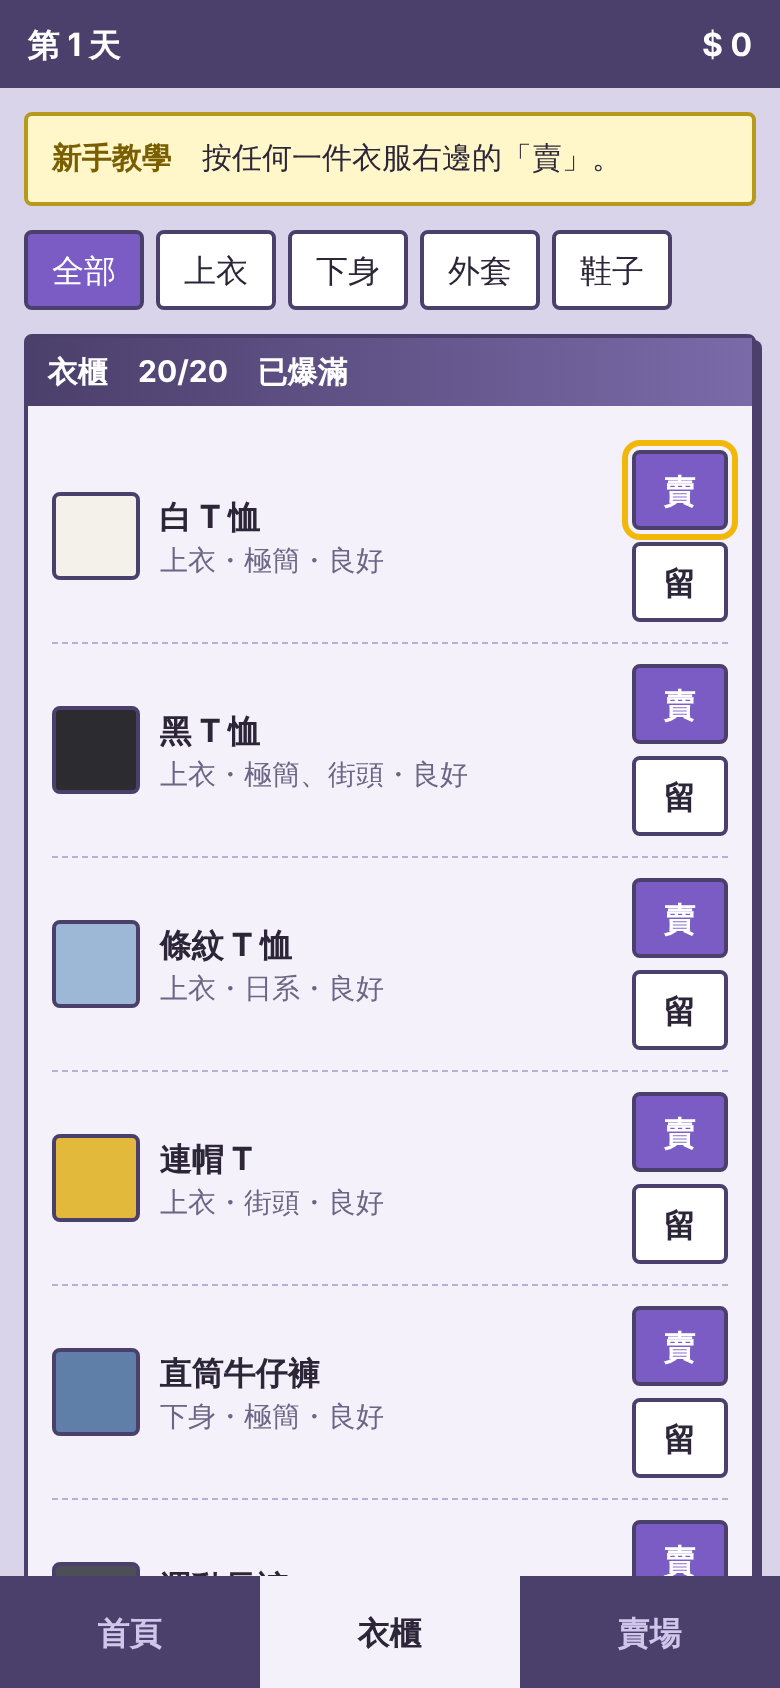 第1天 $ 0
新手教學 按任何一件衣服右邊的「賣」。
全部 上衣 下身 外套 鞋子
衣櫃 20/20 已爆滿
賣
白 T 恤
上衣・極簡・良好
留
賣
黑 T 恤
上衣・極簡、街頭・良好
留
賣
條紋 T 恤
上衣・日系・良好
留
賣
連帽 T
上衣・街頭・良好
留
賣
直筒牛仔褲
下身・極簡・良好
留
賣
首頁 衣櫃 賣場